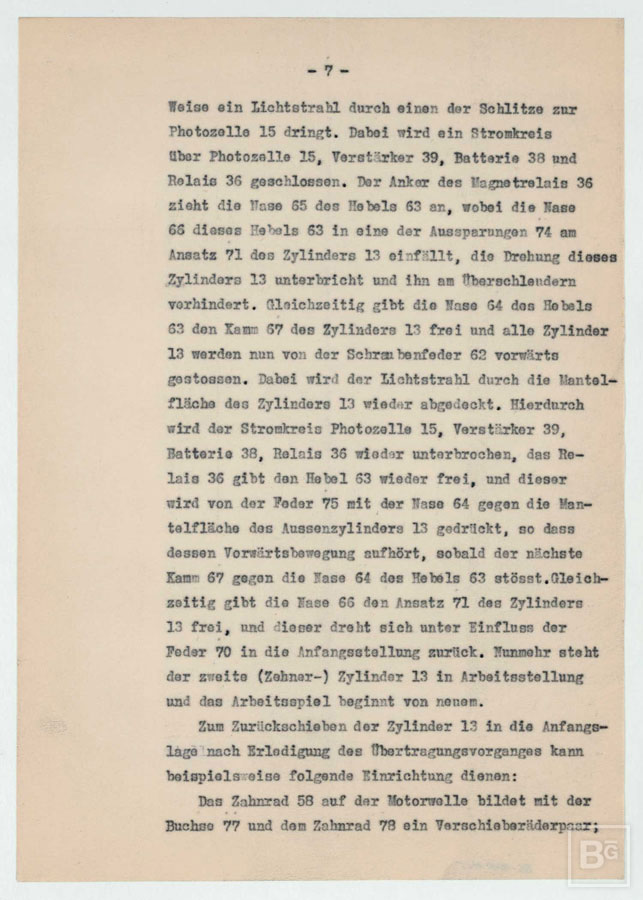 - 7 -
Weise ein Lichtstrahl durch einen der Schlitze zur
Photozelle 15 dringt. Dabei wird ein Stromkreis
über Photozelle 15, Verstärker 39, Batterie 38 und
Relais 36 geschlossen. Der Anker des Magnetrelais 36
zieht die Nase 65 des Hebels 63 an, wobei die Nase
66 dieses Hebels 63 in eine der Aussparungen 74 am
Ansatz 71 des Zylinders 13 einfällt, die Drehung dieses
Zylinders 13 unterbricht und ihn am Überschleudern
verhindert. Gleichzeitig gibt die Nase 64 des Hebels
63 den Kamm 67 des Zylinders 13 frei und alle Zylinder
13 werden nun von der Schraubenfeder 62 vorwärts
gestossen. Dabei wird der Lichtstrahl durch die Mantel-
fläche des Zylinders 13 wieder abgedeckt. Hierdurch
wird der Stromkreis Photozelle 15, Verstärker 39,
Batterie 38, Relais 36 wieder unterbrochen, das Re-
lais 36 gibt den Hebel 63 wieder frei, und dieser
wird von der Feder 75 mit der Nase 64 gegen die Man-
telfläche des Aussenzylinders 13 gedrückt, so dass
dessen Vorwärtsbewegung aufhört, sobald der nächste
Kamm 67 gegen die Nase 64 des Hebels 63 stösst.Gleich-
zeitig gibt die Nase 66 den Ansatz 71 des Zylinders
13 frei, und dieser dreht sich unter Einfluss der
Feder 70 in die Anfangsstellung zurück. Nunmehr steht
der zweite (Zehner-) Zylinder 13 in Arbeitsstellung
und das Arbeitsspiel beginnt von neuem.
Zum Zurückschieben der Zylinder 13 in die Anfangs-
lage nach Erledigung des Übertragungsvorganges kann
beispielsweise folgende Einrichtung dienen:
Das Zahnrad 58 auf der Motorwelle bildet mit der
Buchse 77 und dem Zahnrad 78 ein Verschieberäderpaar;
BG